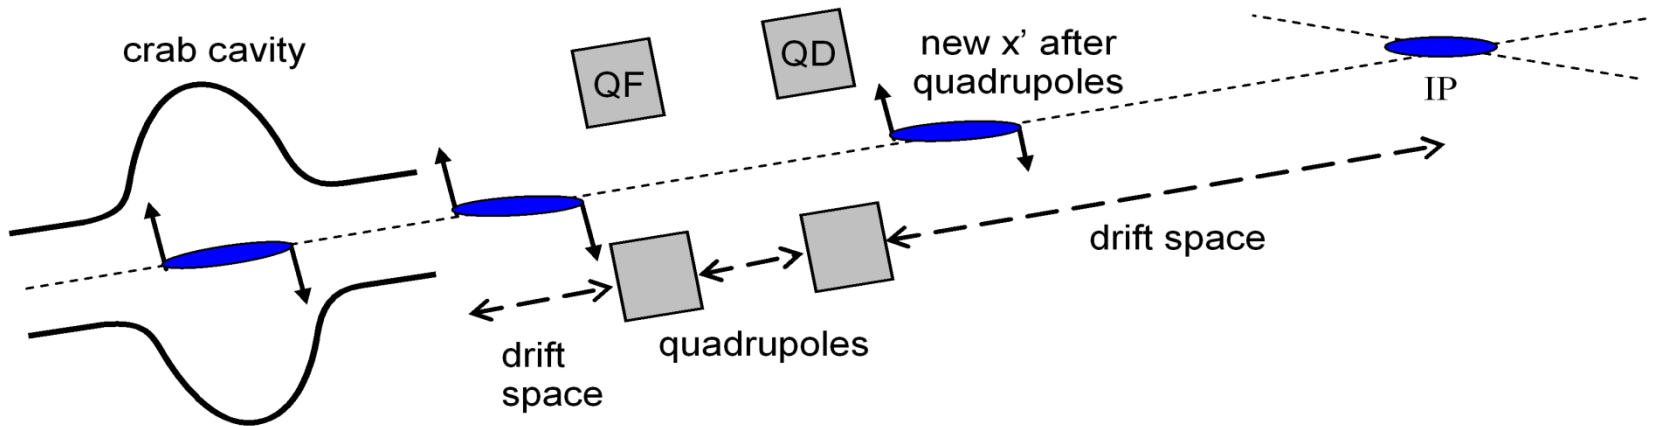 crab cavity
QF
QD
new x’ after
quadrupoles
IP
drift space
quadrupoles
drift
space